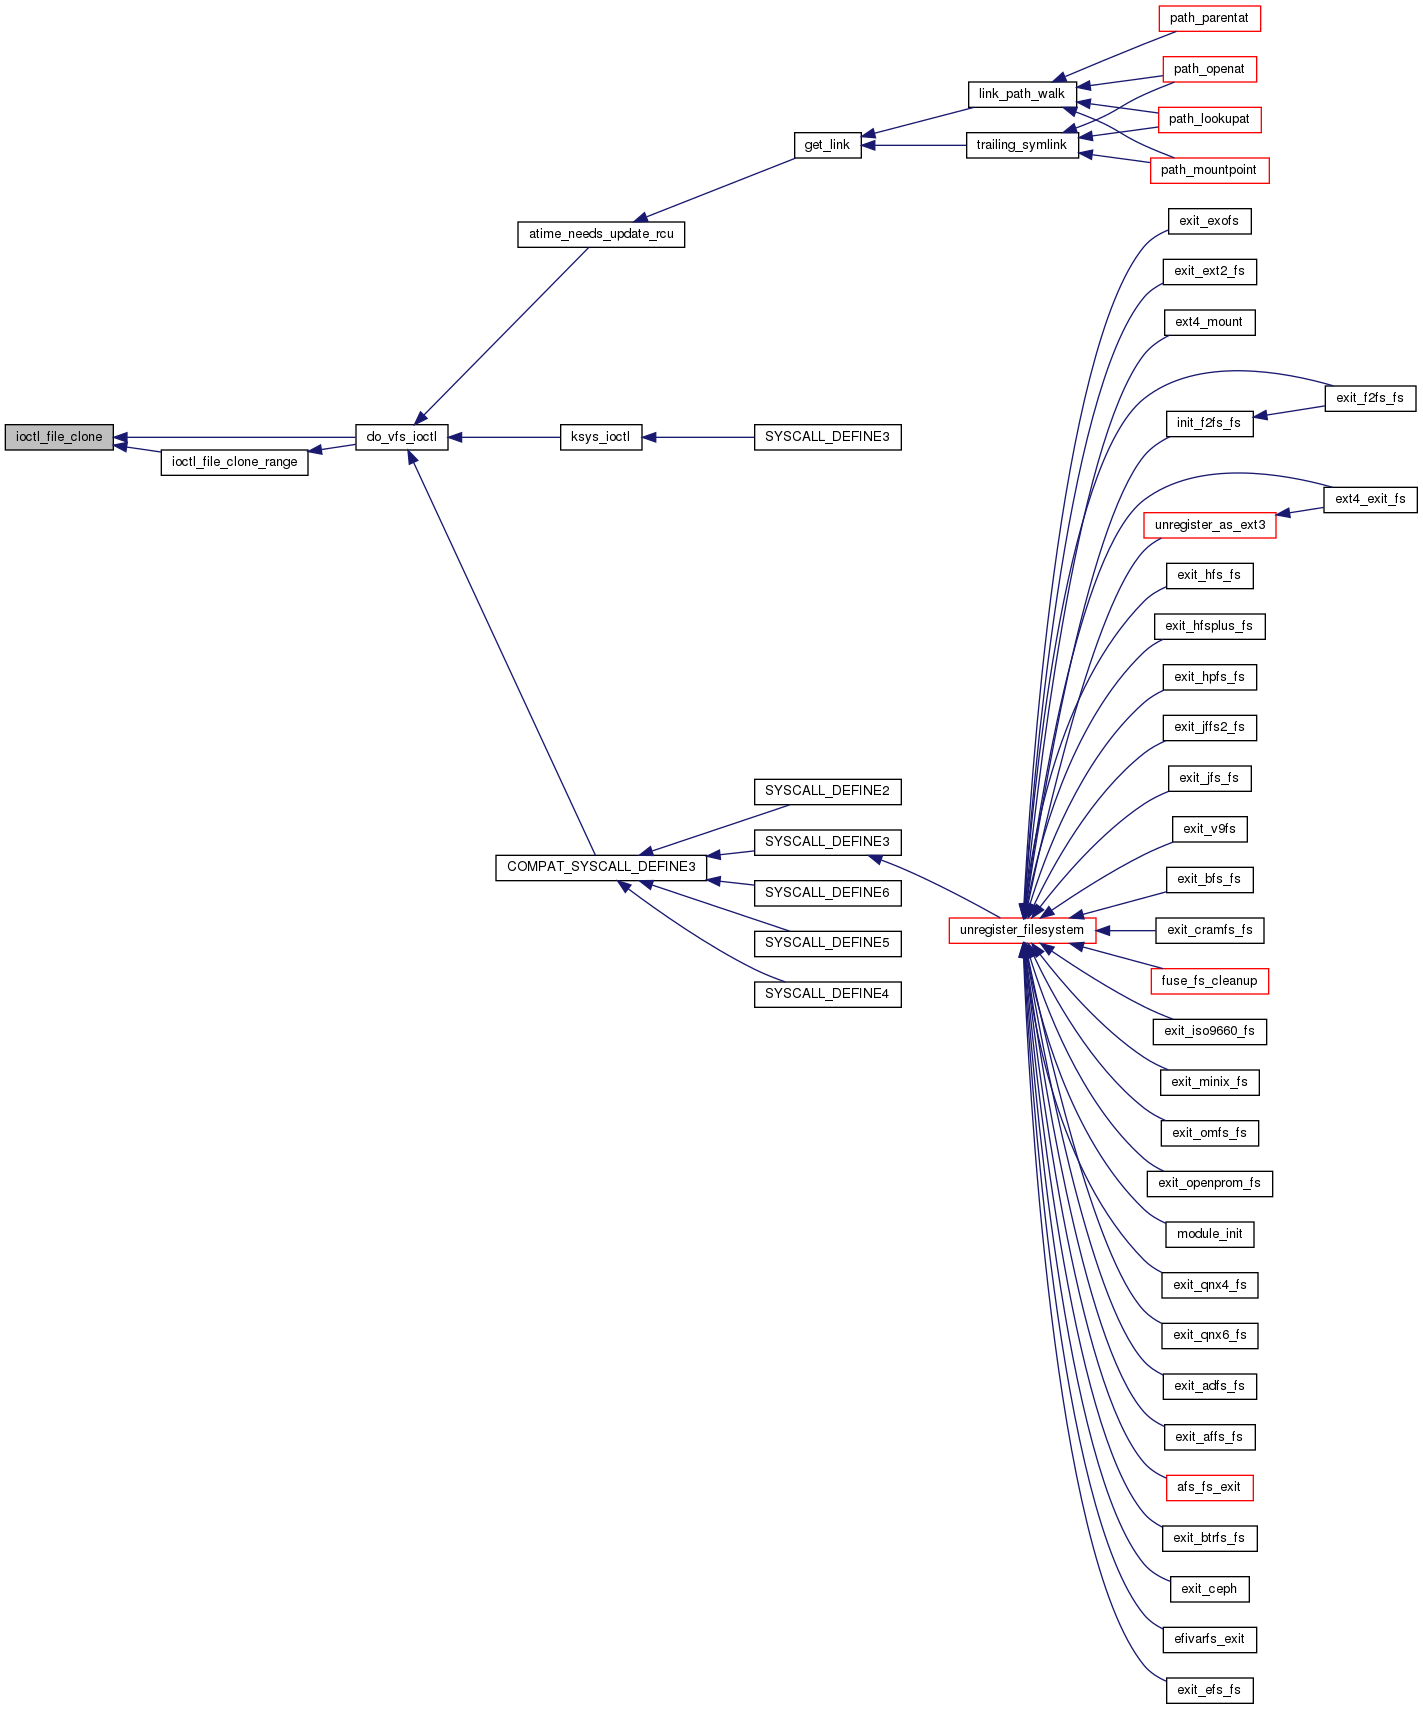 path_parentat
path_openat
link_path_walk
path_lookupat
get_link
trailing_symlink
path_mountpoint
exit_exofs
atime_needs_update_rcu
exit_ext2_fs
ext4_mount
exit_f2fs_fs
init_f2fs_fs
ioctl_file_clone
do_vfs_ioctl
ksys_ioctl
SYSCALL_DEFINE3
ioctl_file_clone_range
ext4_exit_fs
unregister_as_ext3
exit_hfs_fs
exit_hfsplus_fs
exit_hpfs_fs
exit_jffs2_fs
exit_jfs_fs
SYSCALL_DEFINE2
exit_v9fs
SYSCALL_DEFINE3
COMPAT_SYSCALL_DEFINE3
exit_bfs_fs
SYSCALL_DEFINE6
unregister_filesystem
exit_cramfs_fs
SYSCALL_DEFINE5
fuse_fs_cleanup
SYSCALL_DEFINE4
exit_iso9660_fs
exit_minix_fs
exit_omfs_fs
exit_openprom_fs
module_init
exit_qnx4_fs
exit_qnx6_fs
exit_adfs_fs
exit_affs_fs
afs_fs_exit
exit_btrfs_fs
exit_ceph
efivarfs_exit
exit_efs_fs